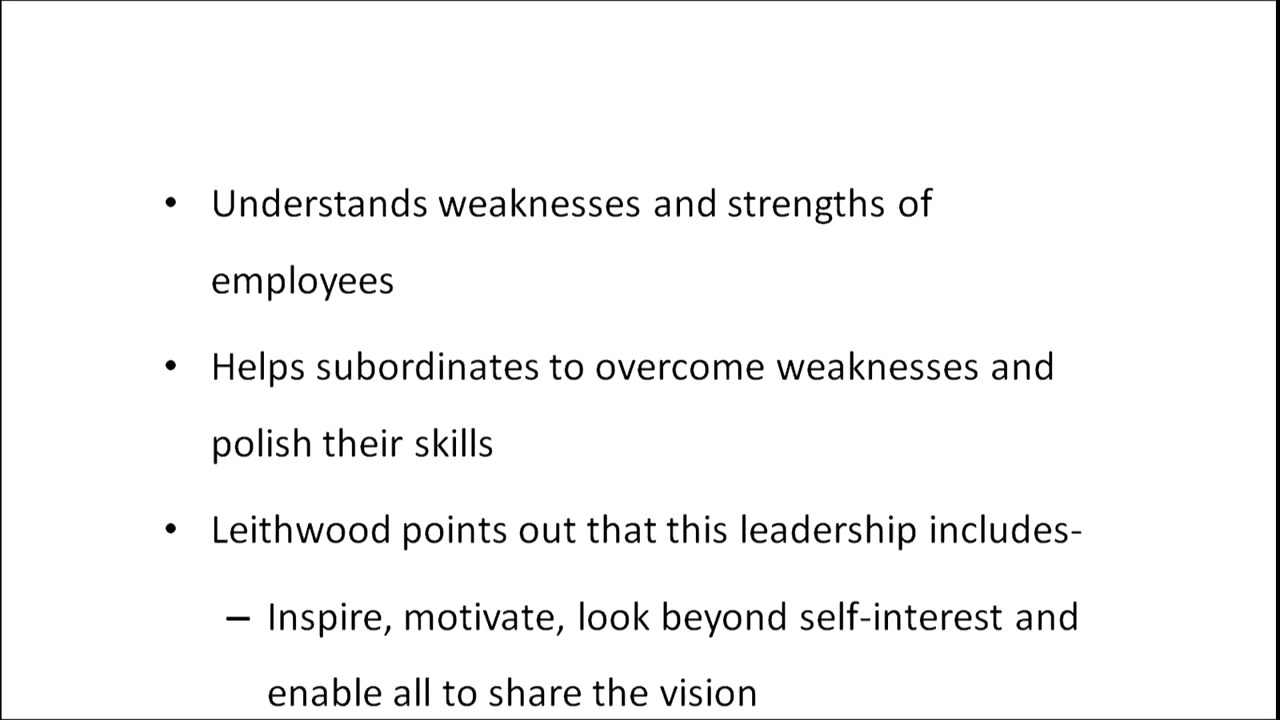 • Understands weaknesses and strengths of
employees
• Helps subordinates to overcome weaknesses and
polish their skills
• Leithwood points out that this leadership includes-
– Inspire, motivate, look beyond self-interest and
enable all to share the vision